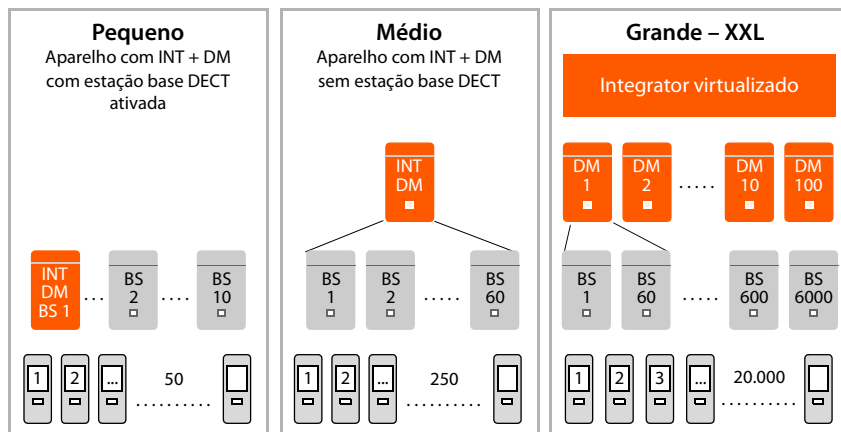 Pequeno
Aparelho com INT + DM
com estação base DECT
ativada
INT
DM
BS 1
...
BS
2
....
BS
10
1
2
...
50
..........
Médio
Aparelho com INT + DM
sem estação base DECT
INT
DM
BS
1
BS
2
.....
BS
60
1
2
...
250
..........
Grande – XXL
Integrator virtualizado
DM
1
DM
2
.....
DM
10
DM
100
BS
1
BS
60
.....
BS
600
BS
6000
1
2
3
...
20.000
..........